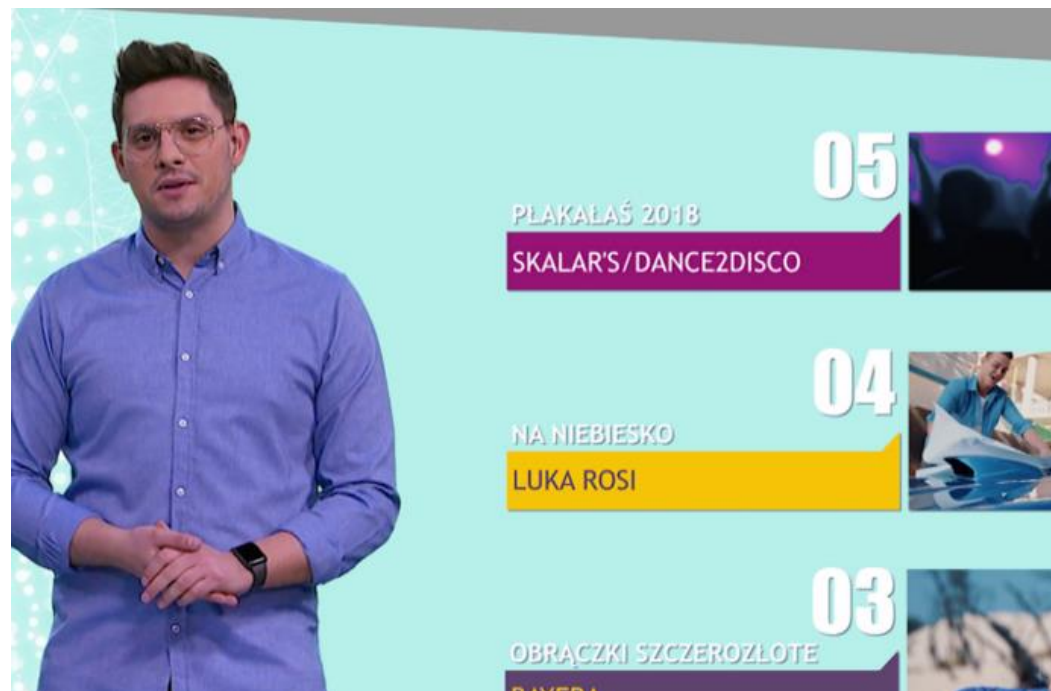 05
PŁAKAŁAŚ 2018
SKALAR'S/DANCE2DISCO
04
NA NIEBIESKO
LUKA ROSI
03
OBRĄCZKI SZCZEROZŁOTE